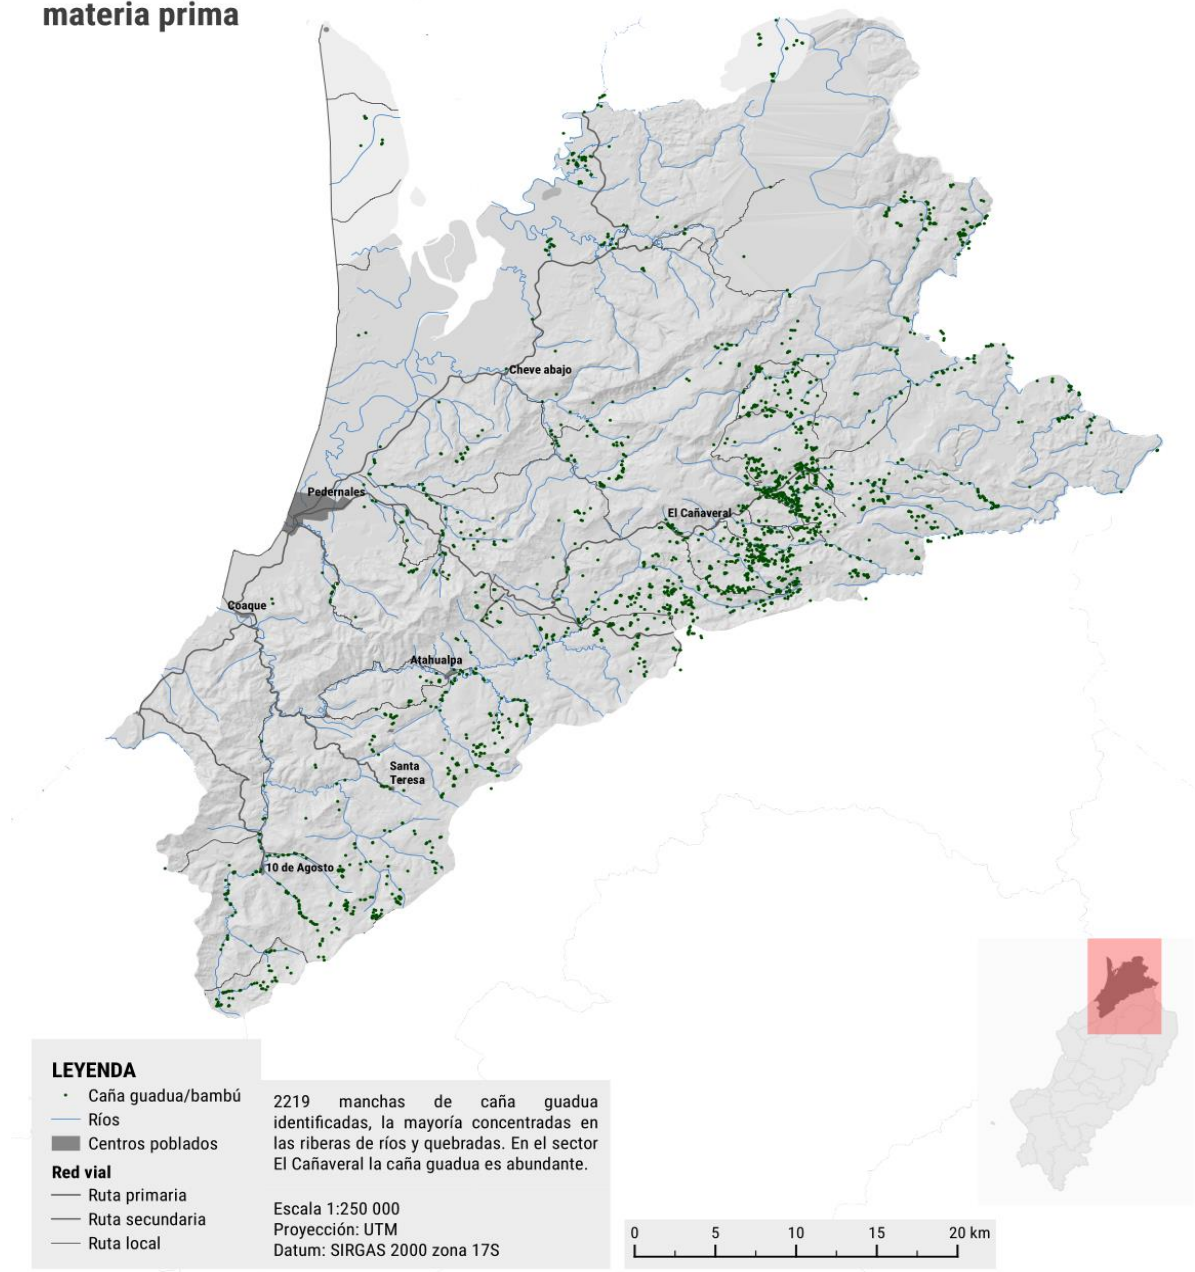 materia prima
Cheve abajo
Pedernales
El Cañaveral
Coaque
Atahualpa
Santa
Teresa
10 de Agosto
LEYENDA
Caña guadua/bambú
Ríos
Centros poblados
Red vial
Ruta primaria
Ruta secundaria
Ruta local
2219 manchas de caña guadua
identificadas, la mayoría concentradas en
las riberas de ríos y quebradas. En el sector
El Cañaveral la caña guadua es abundante.
Escala 1:250 000
Proyección: UTM
Datum: SIRGAS 2000 zona 17S
0 5 10 15 20 km